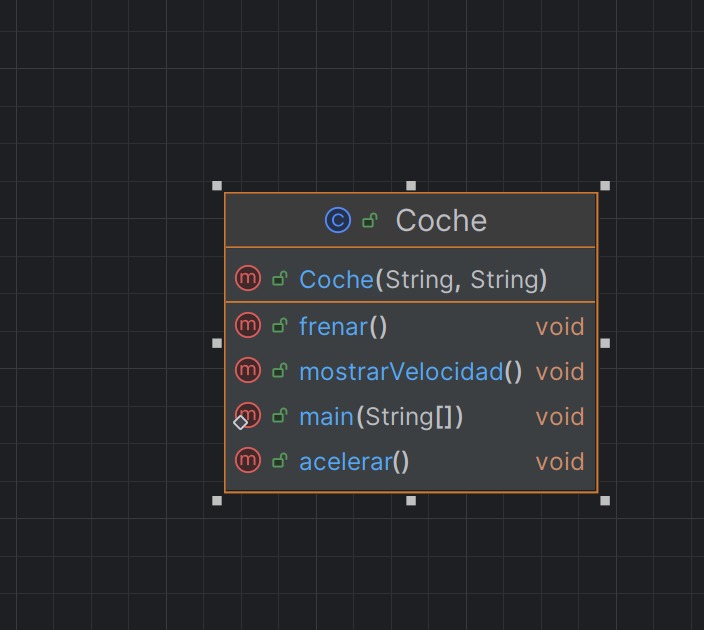 C Coche
m Coche(String, String)
m frenar() void
m mostrarVelocidad() void
m main(String[]) void
m acelerar() void